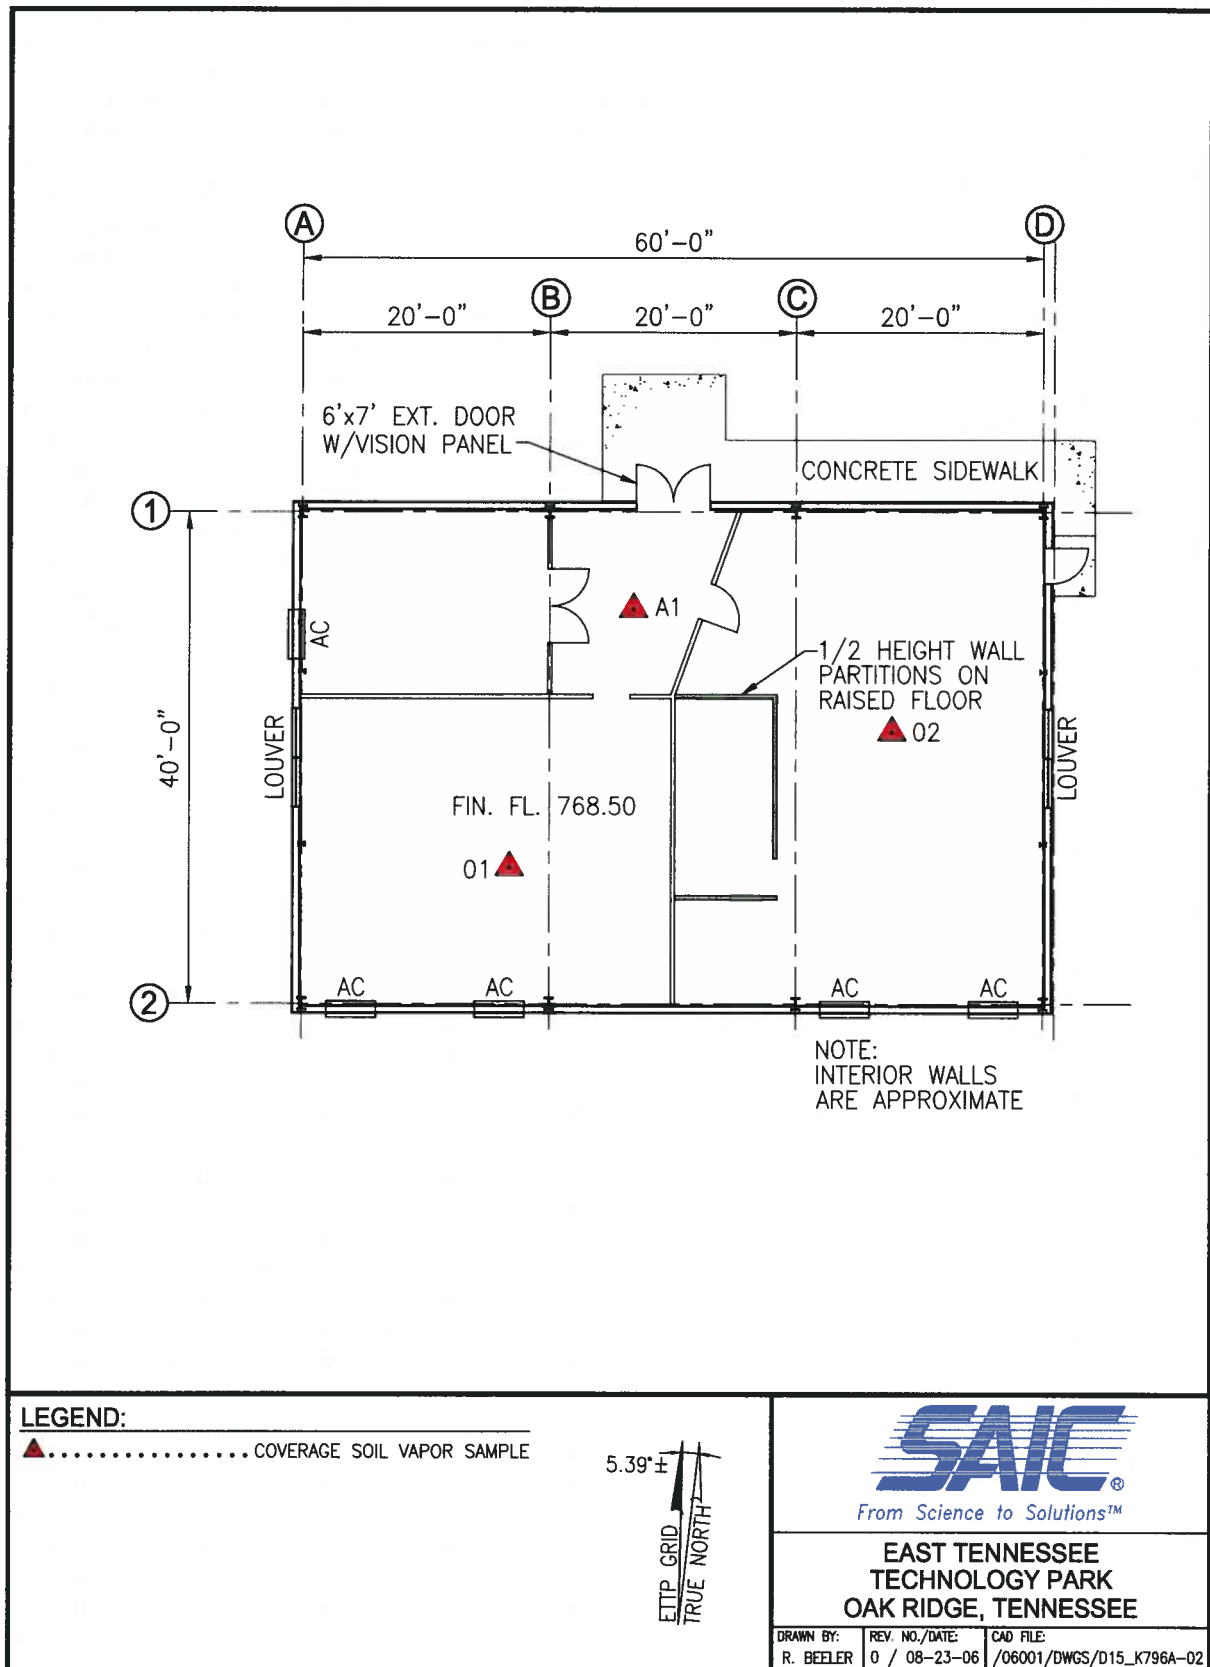 A
D
60'-0"
B
C
20'-0"
20'-0"
20'-0"
6'x7' EXT. DOOR
W/VISION PANEL
CONCRETE SIDEWALK
1
A1
AC
1/2 HEIGHT WALL
PARTITIONS ON
RAISED FLOOR
02
40'-0"
LOUVER
LOUVER
FIN. FL. 768.50
01
AC
AC
AC
AC
2
NOTE:
INTERIOR WALLS
ARE APPROXIMATE
LEGEND:
................ COVERAGE SOIL VAPOR SAMPLE
5.39°±
ETTP GRID
TRUE NORTH
SAIC®
From Science to Solutions™
EAST TENNESSEE
TECHNOLOGY PARK
OAK RIDGE, TENNESSEE
DRAWN BY:
R. BEELER
REV. NO./DATE:
0 / 08-23-06
CAD FILE:
/06001/DWGS/D15_K796A-02